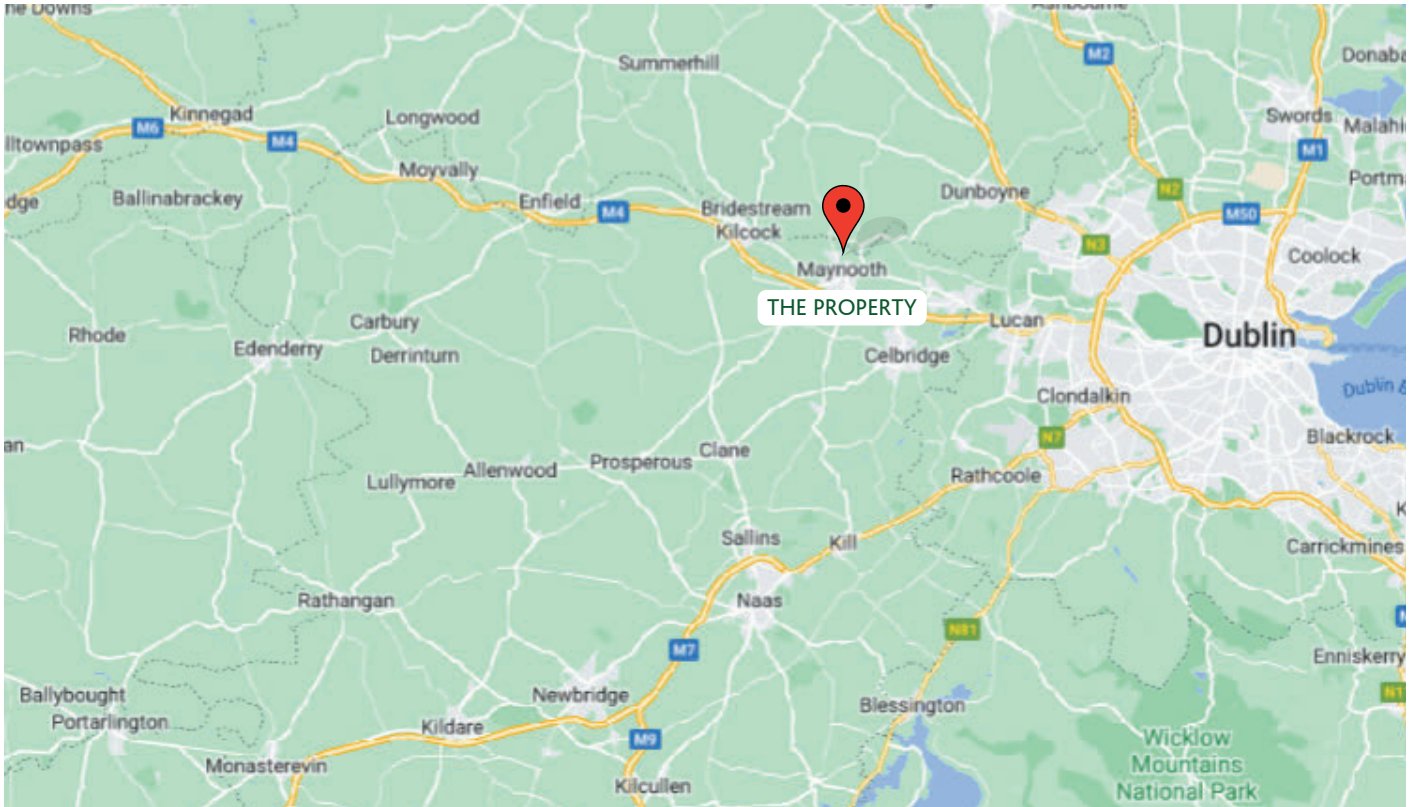 The Downs
Ashbourne
M2
Summerhill
Donaba
Kinnegad
Longwood
Swords
M6
M4
Malahi
lltownpass
M1
Moyvally
Portm
Ballinabrackey
Enfield
M4
Bridestream
Dunboyne
N2
dge
Kilcock
M50
N3
Coolock
Maynooth
THE PROPERTY
Carbury
Lucan
Rhode
Dublin
Edenderry
Derrinturn
Celbridge
Clondalkin
Dublin B
N7
Blackrock
an
Clane
Prosperous
Allenwood
Rathcoole
Lullymore
K
Sallins
Kill
Carrickmines
Rathangan
Naas
N81
M7
Enniskerry
Ballybought
Newbridge
N1
Portarlington
Kildare
Blessington
M9
Wicklow
Mountains
National Park
Monasterevin
Kilcullen